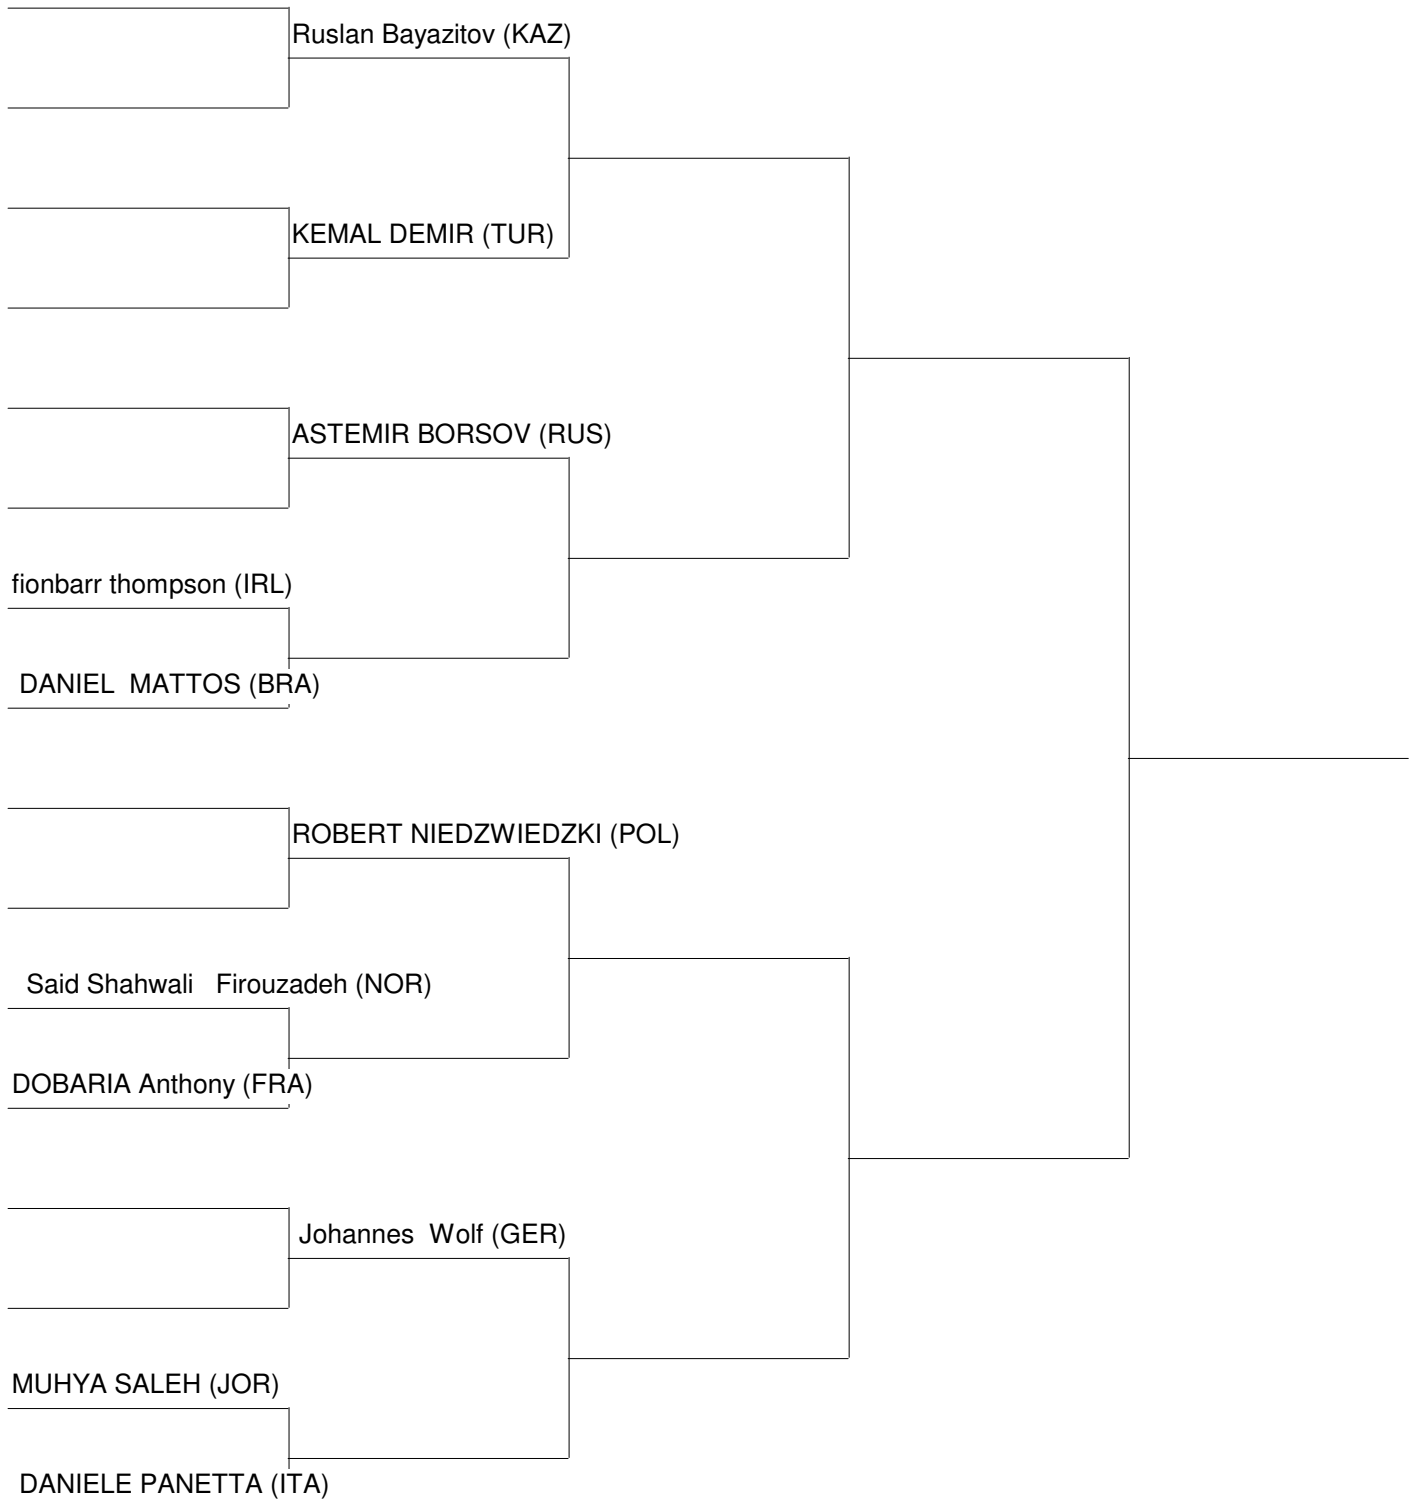 Ruslan Bayazitov (KAZ)
KEMAL DEMIR (TUR)
ASTEMIR BORSOV (RUS)
fionbarr thompson (IRL)
DANIEL  MATTOS (BRA)
ROBERT NIEDZWIEDZKI (POL)
Said Shahwali   Firouzadeh (NOR)
DOBARIA Anthony (FRA)
Johannes  Wolf (GER)
MUHYA SALEH (JOR)
DANIELE PANETTA (ITA)